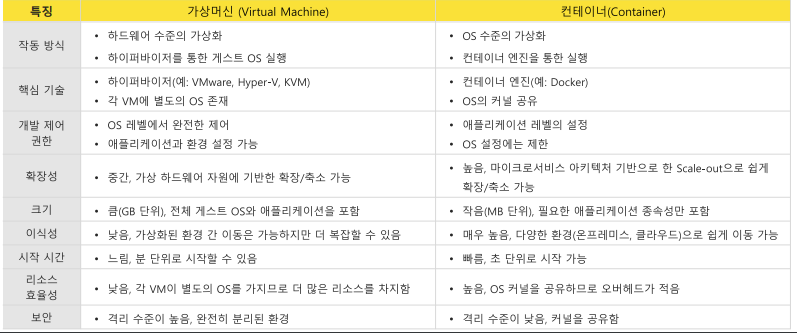 특징 가상머신 (Virtual Machine) 컨테이너(Container)
작동 방식
• 하드웨어 수준의 가상화
• 하이퍼바이저를 통한 게스트 OS 실행
• OS 수준의 가상화
• 컨테이너 엔진을 통한 실행
핵심 기술
• 하이퍼바이저(예: VMware, Hyper-V, KVM)
• 각 VM에 별도의 OS 존재
• 컨테이너 엔진(예: Docker)
• OS의 커널 공유
개발 제어
권한
• OS 레벨에서 완전한 제어
• 애플리케이션과 환경 설정 가능
• 애플리케이션 레벨의 설정
• OS 설정에는 제한
확장성
• 중간, 가상 하드웨어 자원에 기반한 확장/축소 가능
• 높음, 마이크로서비스 아키텍처 기반으로 한 Scale-out으로 쉽게
확장/축소 가능
크기
• 큼(GB 단위), 전체 게스트 OS와 애플리케이션을 포함
• 작음(MB 단위), 필요한 애플리케이션 종속성만 포함
이식성
• 낮음, 가상화된 환경 간 이동은 가능하지만 더 복잡할 수 있음
• 매우 높음, 다양한 환경(온프레미스, 클라우드)으로 쉽게 이동 가능
시작 시간
• 느림, 분 단위로 시작할 수 있음
• 빠름, 초 단위로 시작 가능
리소스
효율성
• 낮음, 각 VM이 별도의 OS를 가지므로 더 많은 리소스를 차지함
• 높음, OS 커널을 공유하므로 오버헤드가 적음
보안
• 격리 수준이 높음, 완전히 분리된 환경
• 격리 수준이 낮음, 커널을 공유함